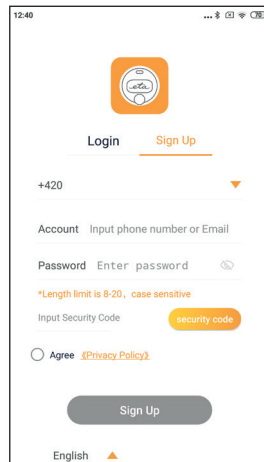 12:40 ... 70
eta
Login Sign Up
+420
Account Input phone number or Email
Password Enter password
*Length limit is 8-20, case sensitive
Input Security Code security code
Agree 《Privacy Policy》
Sign Up
English